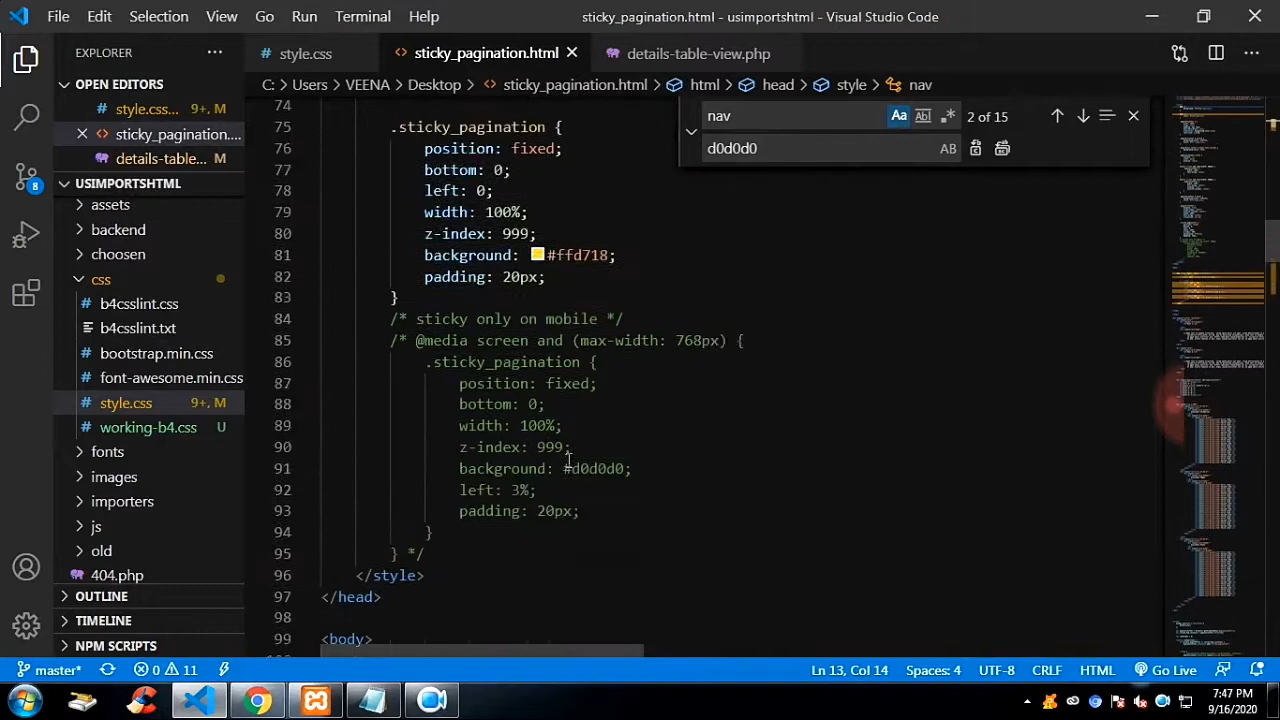 File Edit Selection View Go Run Terminal Help
sticky_pagination.html - usimportshtml - Visual Studio Code
EXPLORER
style.css
sticky_pagination.html
details-table-view.php
OPEN EDITORS
C: > Users > VEENA > Desktop > sticky_pagination.html > html > head > style > nav
style.css... 9+, M
sticky_pagination....
details-table... M
nav
Aa Abl .* 2 of 15
d0d0d0
AB
USIMPORTSHTML
assets
backend
choosen
css
b4csslint.css
b4csslint.txt
bootstrap.min.css
font-awesome.min.css
style.css 9+, M
working-b4.css U
fonts
images
importers
js
old
404.php
OUTLINE
TIMELINE
NPM SCRIPTS
8
74
75 .sticky_pagination {
76 position: fixed;
77 bottom: 0;
78 left: 0;
79 width: 100%;
80 z-index: 999;
81 background: #ffd718;
82 padding: 20px;
83 }
84 /* sticky only on mobile */
85 /* @media screen and (max-width: 768px) {
86 .sticky_pagination {
87 position: fixed;
88 bottom: 0;
89 width: 100%;
90 z-index: 999;
91 background: #d0d0d0;
92 left: 3%;
93 padding: 20px;
94 }
95 } */
96 </style>
97 </head>
98
99 <body>
master* 0 11
Ln 13, Col 14 Spaces: 4 UTF-8 CRLF HTML Go Live
7:47 PM
9/16/2020